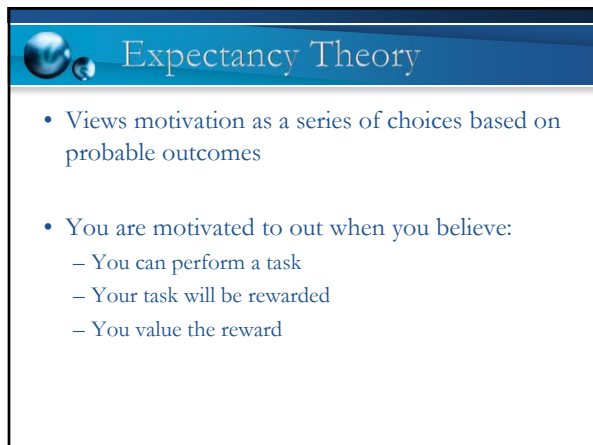 Expectancy Theory
• Views motivation as a series of choices based on
probable outcomes
• You are motivated to out when you believe:
– You can perform a task
– Your task will be rewarded
– You value the reward